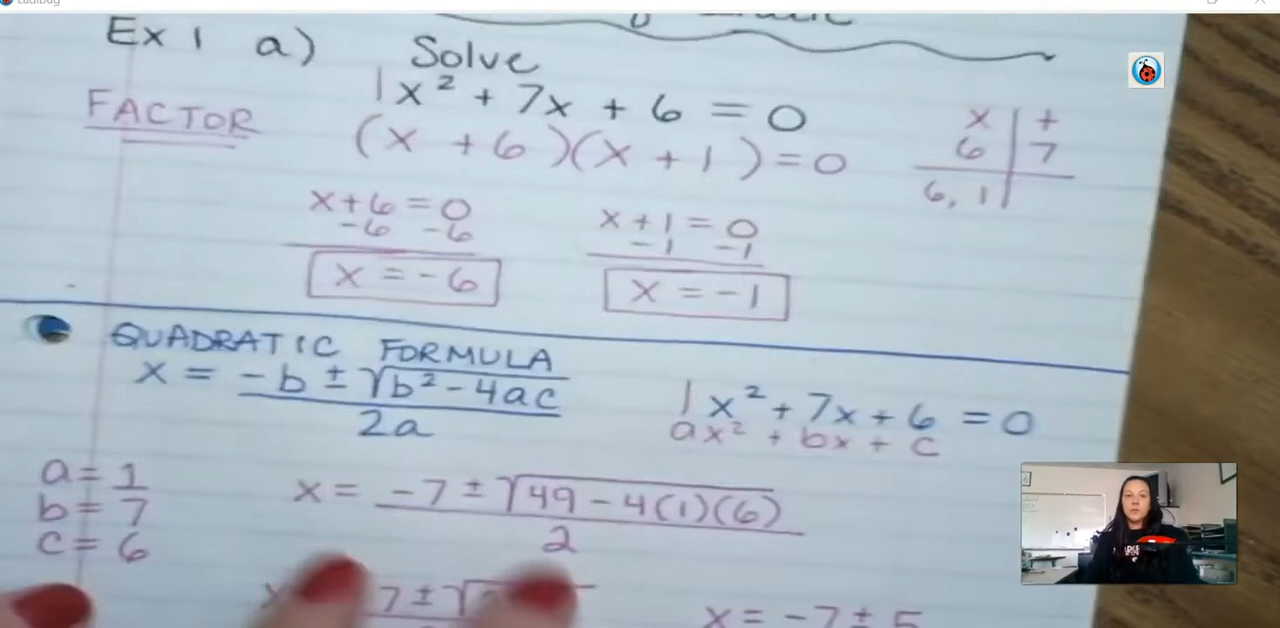 Ladibug
Ex 1 a) Solve
1x² + 7x + 6 = 0
FACTOR
(x + 6)(x + 1) = 0
x | +
6 | 7
6, 1 |
x + 6 = 0
-6 -6
x = -6
x + 1 = 0
-1 -1
x = -1
QUADRATIC FORMULA
x = -b ± √b² - 4ac
2a
1x² + 7x + 6 = 0
ax² + bx + c
a = 1
b = 7
c = 6
x = -7 ± √49 - 4(1)(6)
2
7 ± √
x = -7 ± 5